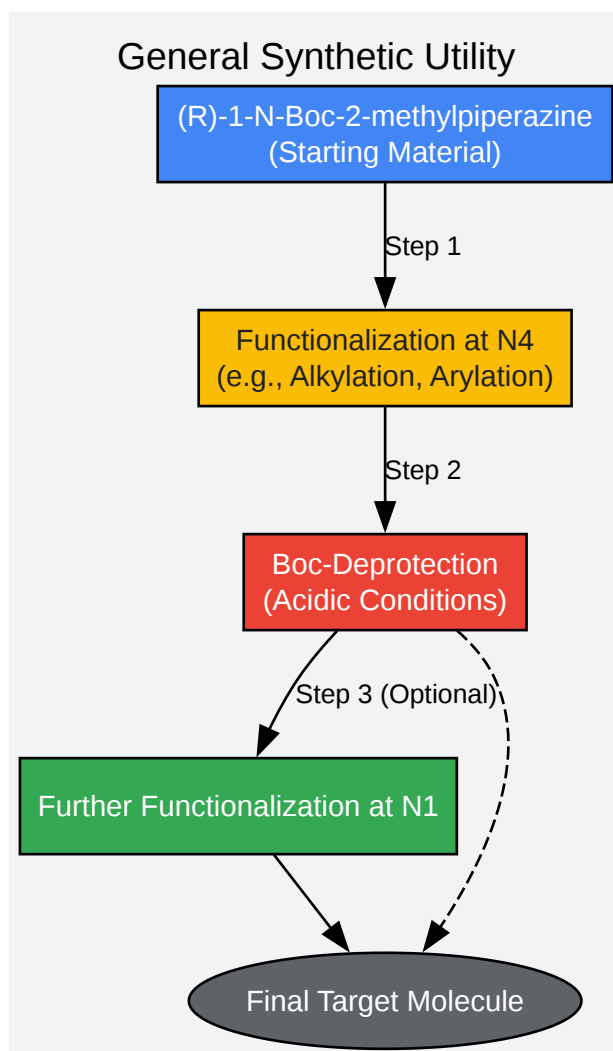 General Synthetic Utility
(R)-1-N-Boc-2-methylpiperazine
(Starting Material)
Step 1
Functionalization at N4
(e.g., Alkylation, Arylation)
Step 2
Boc-Deprotection
(Acidic Conditions)
Step 3 (Optional)
Further Functionalization at N1
Final Target Molecule